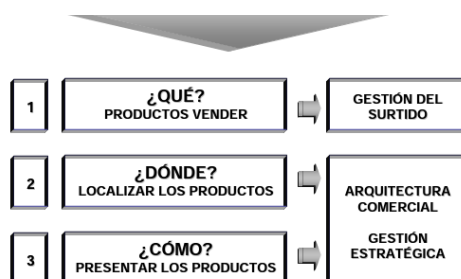 1
¿QUÉ?
PRODUCTOS VENDER
GESTIÓN DEL
SURTIDO
2
¿DÓNDE?
LOCALIZAR LOS PRODUCTOS
ARQUITECTURA
COMERCIAL
GESTIÓN
ESTRATÉGICA
3
¿CÓMO?
PRESENTAR LOS PRODUCTOS